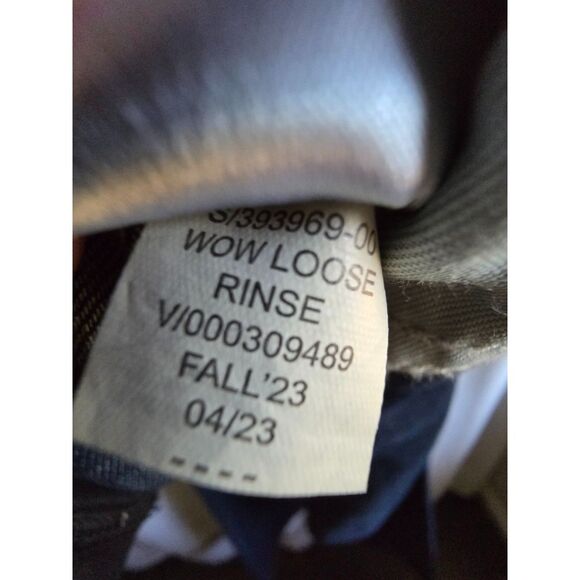 S/393969-00
WOW LOOSE
RINSE
V/000309489
FALL'23
04/23
----